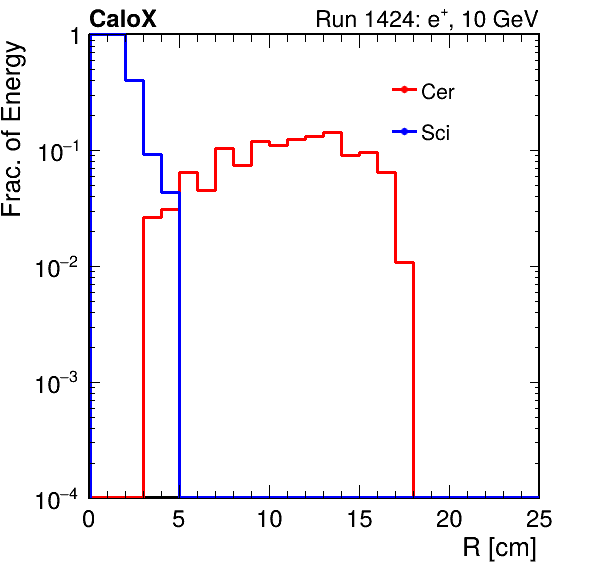 CaloX Run 1424: e⁺, 10 GeV
Frac. of Energy
1
10⁻¹
10⁻²
10⁻³
10⁻⁴
Cer
Sci
0 5 10 15 20 25
R [cm]